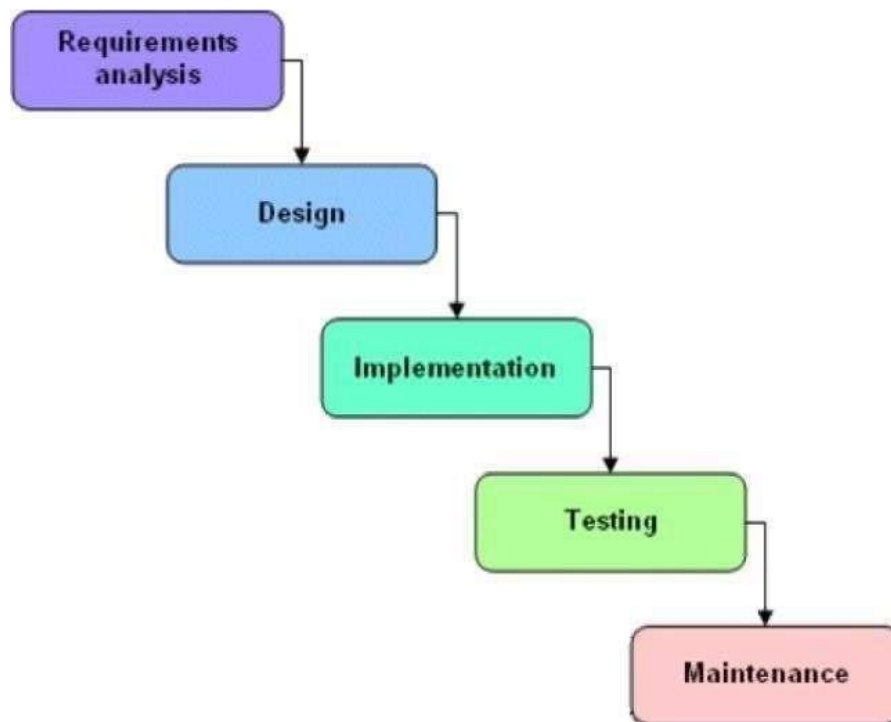 Requirements
analysis
Design
Implementation
Testing
Maintenance